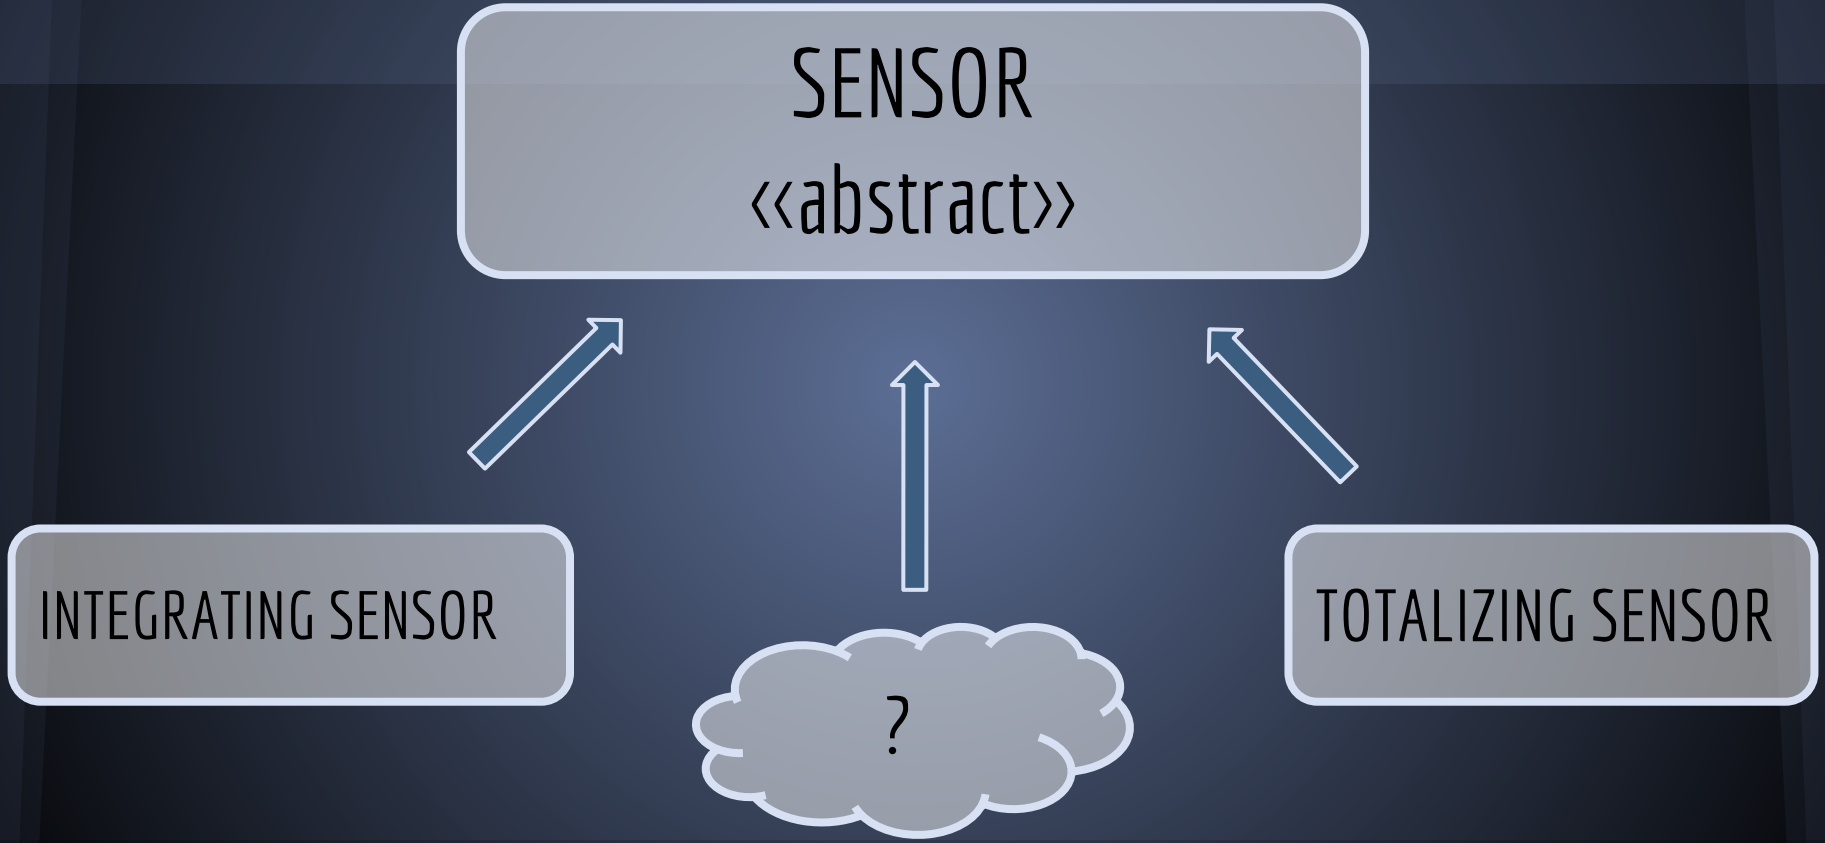 SENSOR
<<abstract>>
INTEGRATING SENSOR
TOTALIZING SENSOR
?